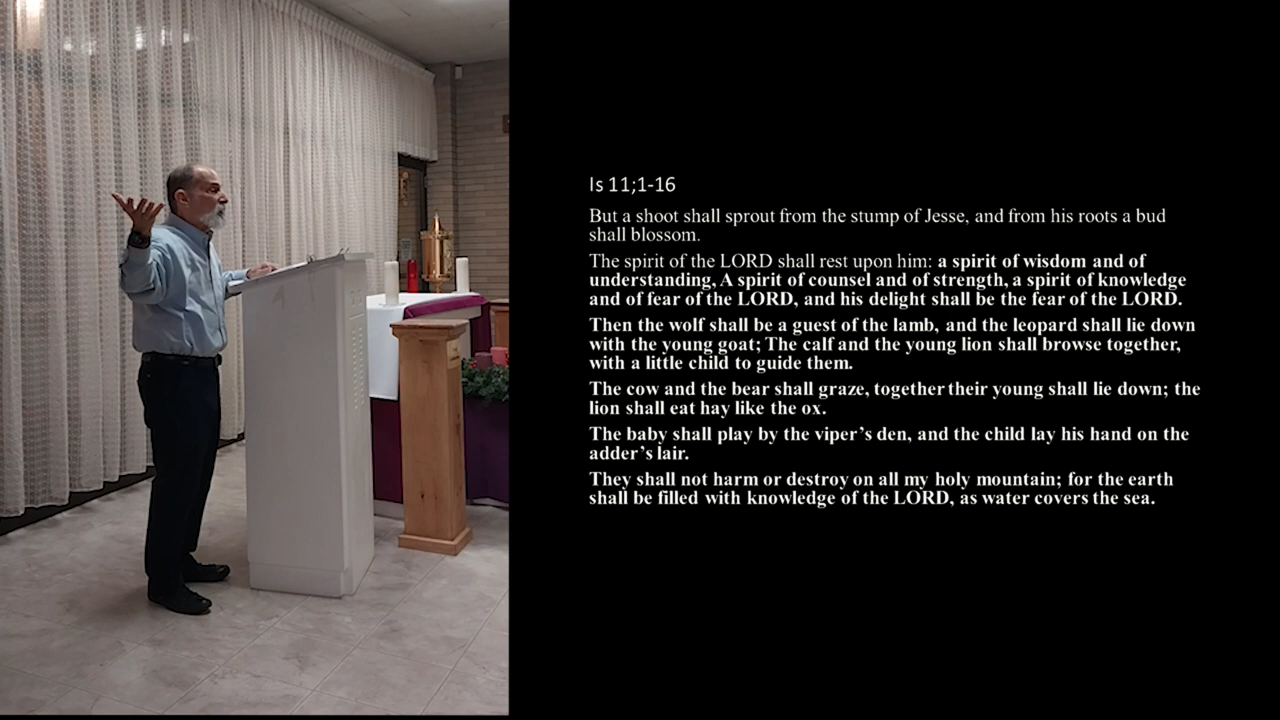 Is 11;1-16
But a shoot shall sprout from the stump of Jesse, and from his roots a bud
shall blossom.
The spirit of the LORD shall rest upon him: a spirit of wisdom and of
understanding, A spirit of counsel and of strength, a spirit of knowledge
and of fear of the LORD, and his delight shall be the fear of the LORD.
Then the wolf shall be a guest of the lamb, and the leopard shall lie down
with the young goat; The calf and the young lion shall browse together,
with a little child to guide them.
The cow and the bear shall graze, together their young shall lie down; the
lion shall eat hay like the ox.
The baby shall play by the viper’s den, and the child lay his hand on the
adder’s lair.
They shall not harm or destroy on all my holy mountain; for the earth
shall be filled with knowledge of the LORD, as water covers the sea.